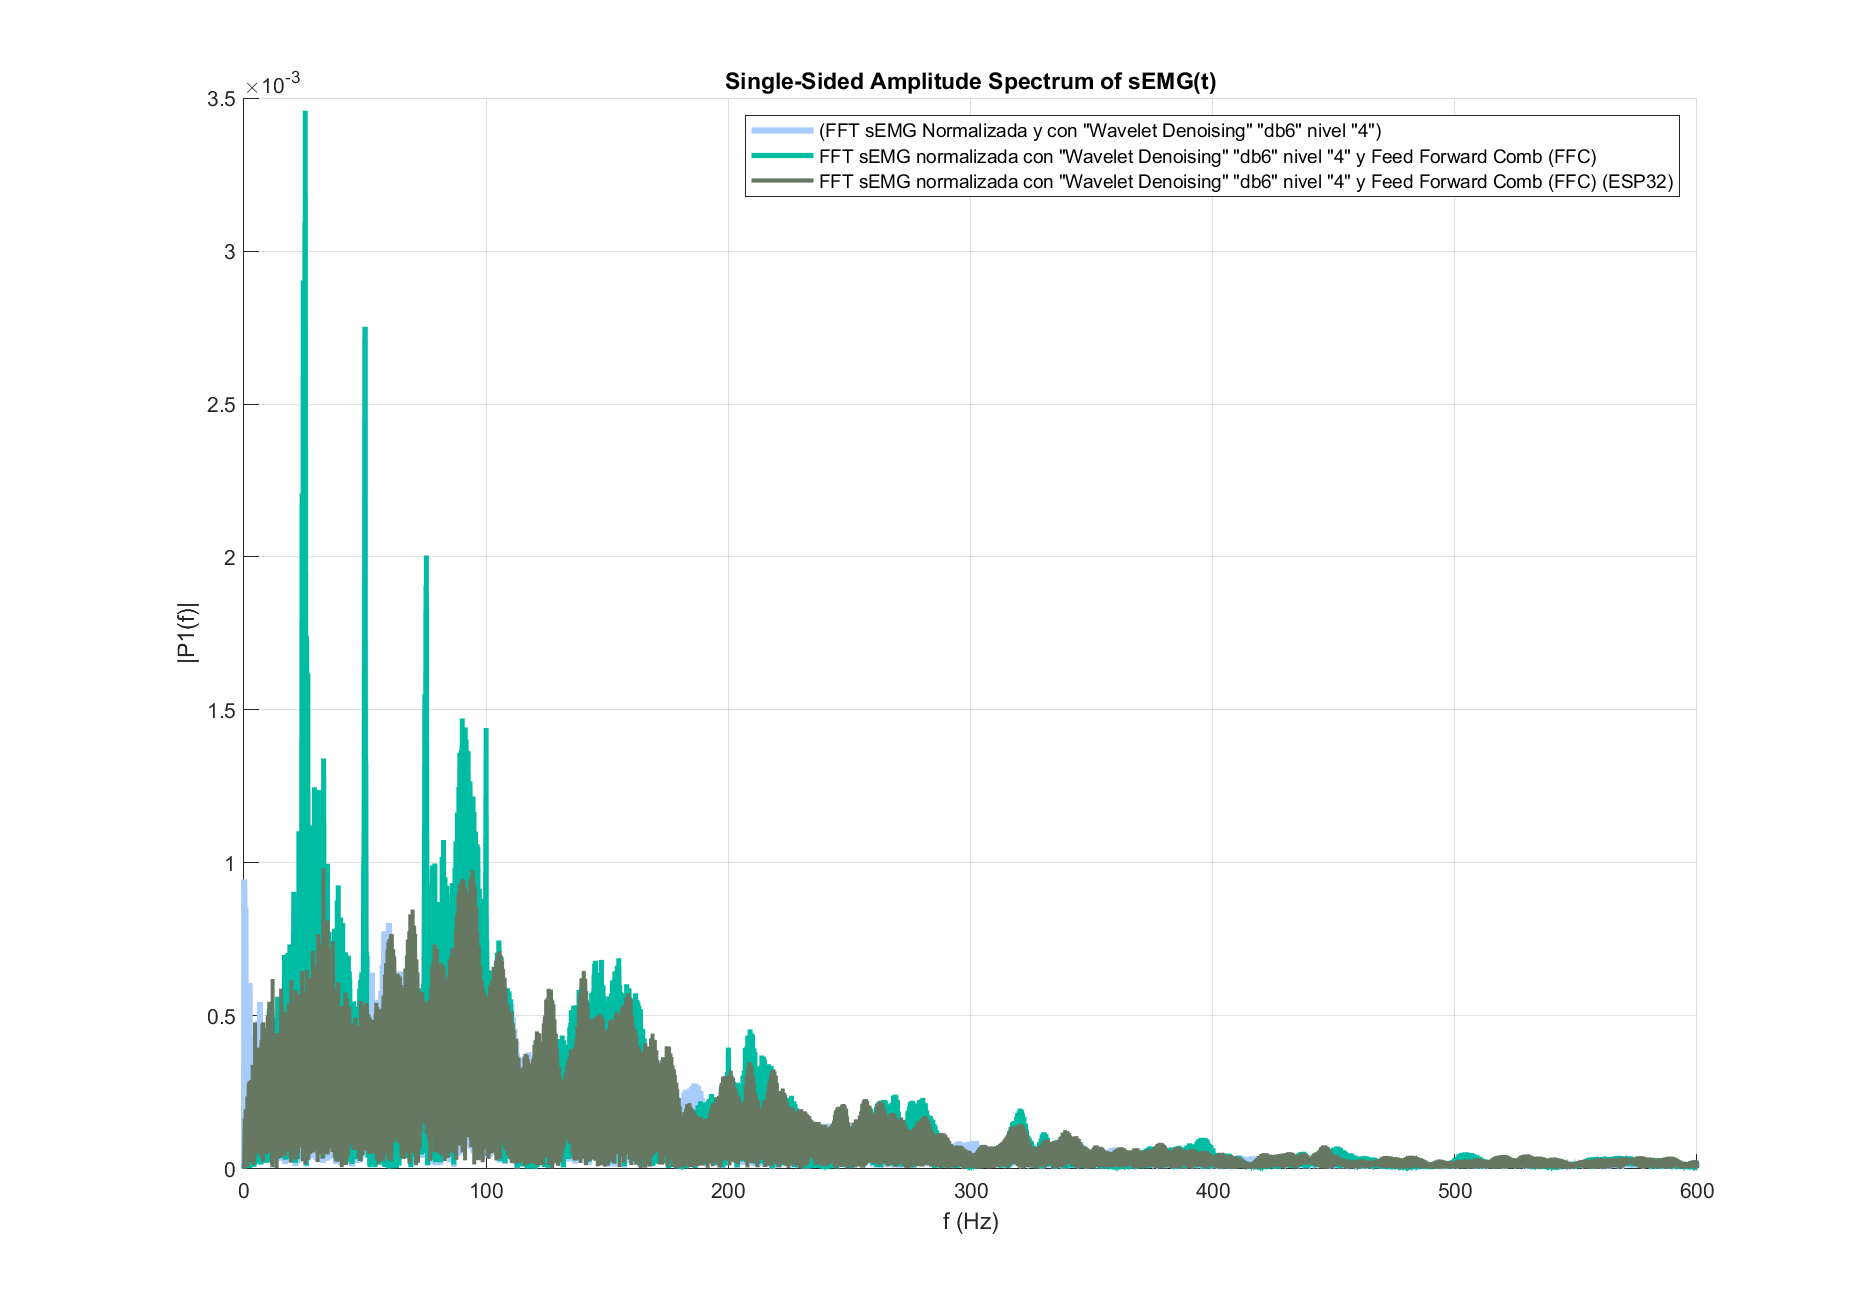 Single-Sided Amplitude Spectrum of sEMG(t)
×10-3
3.5
3
2.5
2
1.5
1
0.5
0
|P1(f)|
(FFT sEMG Normalizada y con "Wavelet Denoising" "db6" nivel "4")
FFT sEMG normalizada con "Wavelet Denoising" "db6" nivel "4" y Feed Forward Comb (FFC)
FFT sEMG normalizada con "Wavelet Denoising" "db6" nivel "4" y Feed Forward Comb (FFC) (ESP32)
0 100 200 300 400 500 600
f (Hz)